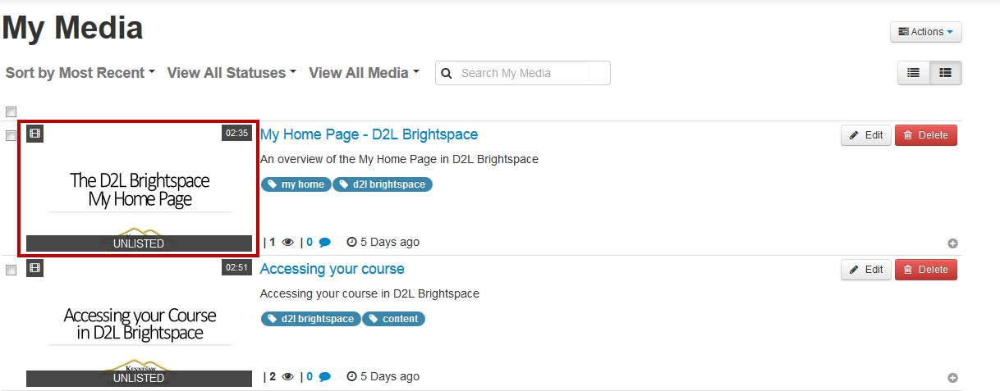 My Media
Actions
Sort by Most Recent View All Statuses View All Media Search My Media
02:35
The D2L Brightspace
My Home Page
UNLISTED
My Home Page - D2L Brightspace
An overview of the My Home Page in D2L Brightspace
my home d2l brightspace
| 1 | 0 5 Days ago
Edit Delete
02:51
Accessing your Course
in D2L Brightspace
KENNESAW
UNLISTED
Accessing your course
Accessing your course in D2L Brightspace
d2l brightspace content
| 2 | 0 5 Days ago
Edit Delete